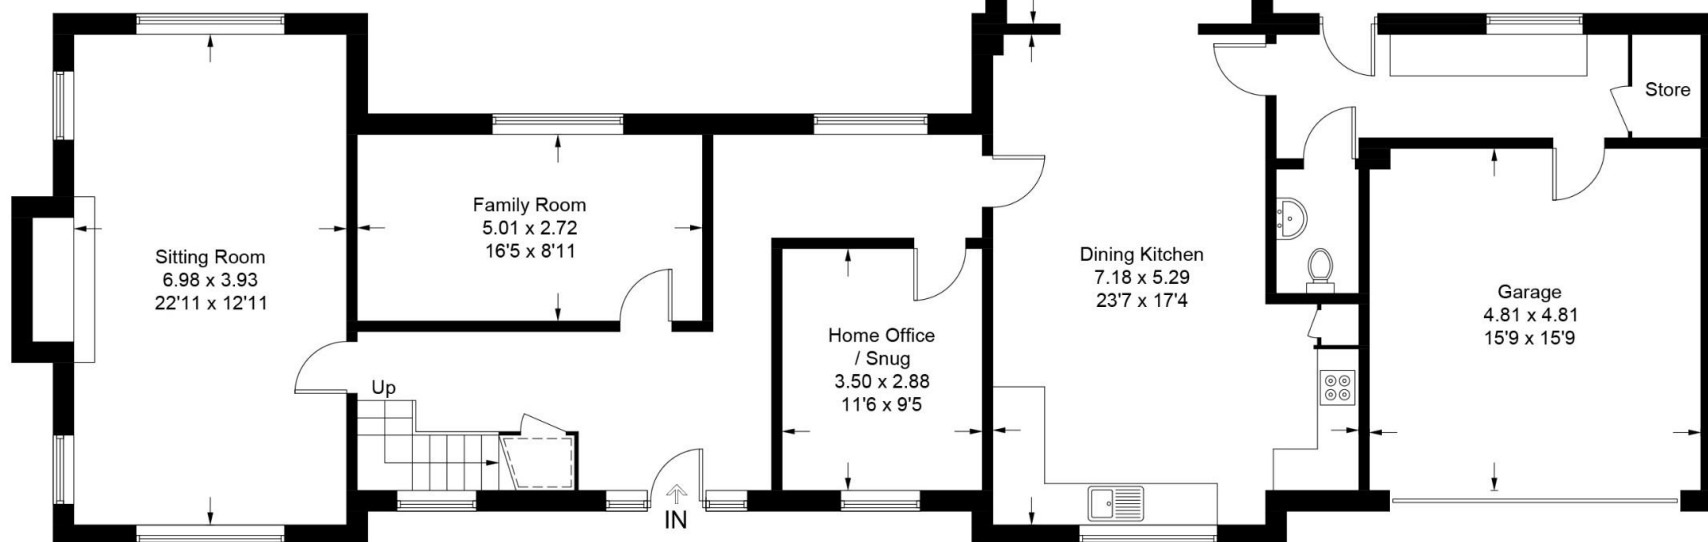 Sitting Room
6.98 x 3.93
22'11 x 12'11
Family Room
5.01 x 2.72
16'5 x 8'11
Up
IN
Home Office
/ Snug
3.50 x 2.88
11'6 x 9'5
Dining Kitchen
7.18 x 5.29
23'7 x 17'4
Store
Garage
4.81 x 4.81
15'9 x 15'9